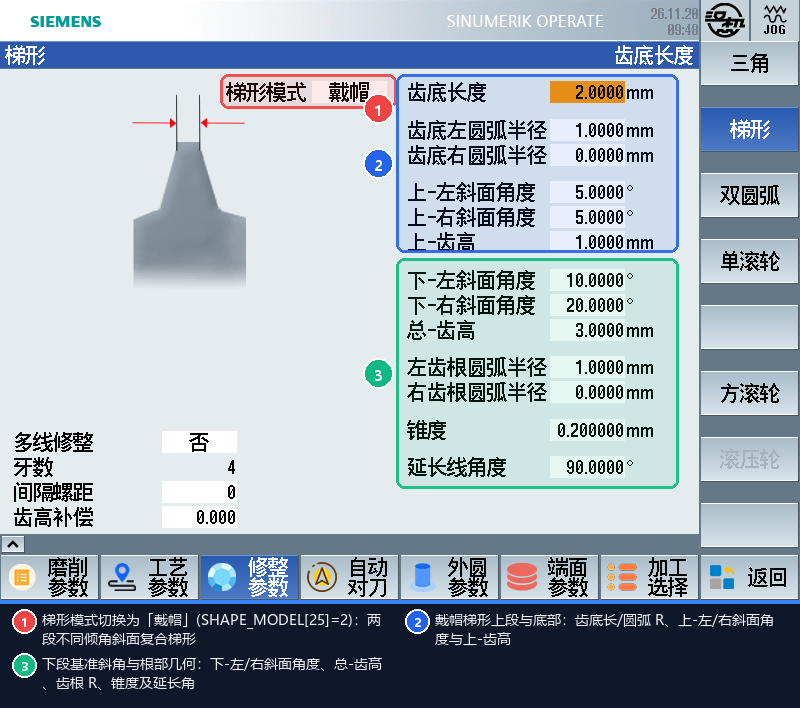 SIEMENS
SINUMERIK OPERATE
26.11.20
09:48
JOG
梯形
齿底长度
梯形模式 戴帽
1
齿底长度 2.0000 mm
2
齿底左圆弧半径 1.0000 mm
齿底右圆弧半径 0.0000 mm
上-左斜面角度 5.0000 °
上-右斜面角度 5.0000 °
上-齿高 1.0000 mm
3
下-左斜面角度 10.0000 °
下-右斜面角度 20.0000 °
总-齿高 3.0000 mm
左齿根圆弧半径 1.0000 mm
右齿根圆弧半径 0.0000 mm
锥度 0.200000 mm
延长线角度 90.0000 °
多线修整 否
牙数 4
间隔螺距 0
齿高补偿 0.000
三角
梯形
双圆弧
单滚轮
方滚轮
滚压轮
磨削
参数
工艺
参数
修整
参数
自动
对刀
外圆
参数
端面
参数
加工
选择
返回
1 梯形模式切换为「戴帽」(SHAPE_MODEL[25]=2)：两
段不同倾角斜面复合梯形
2 戴帽梯形上段与底部：齿底长/圆弧 R、上-左/右斜面角
度与上-齿高
3 下段基准斜角与根部几何：下-左/右斜面角度、总-齿高
、齿根 R、锥度及延长角